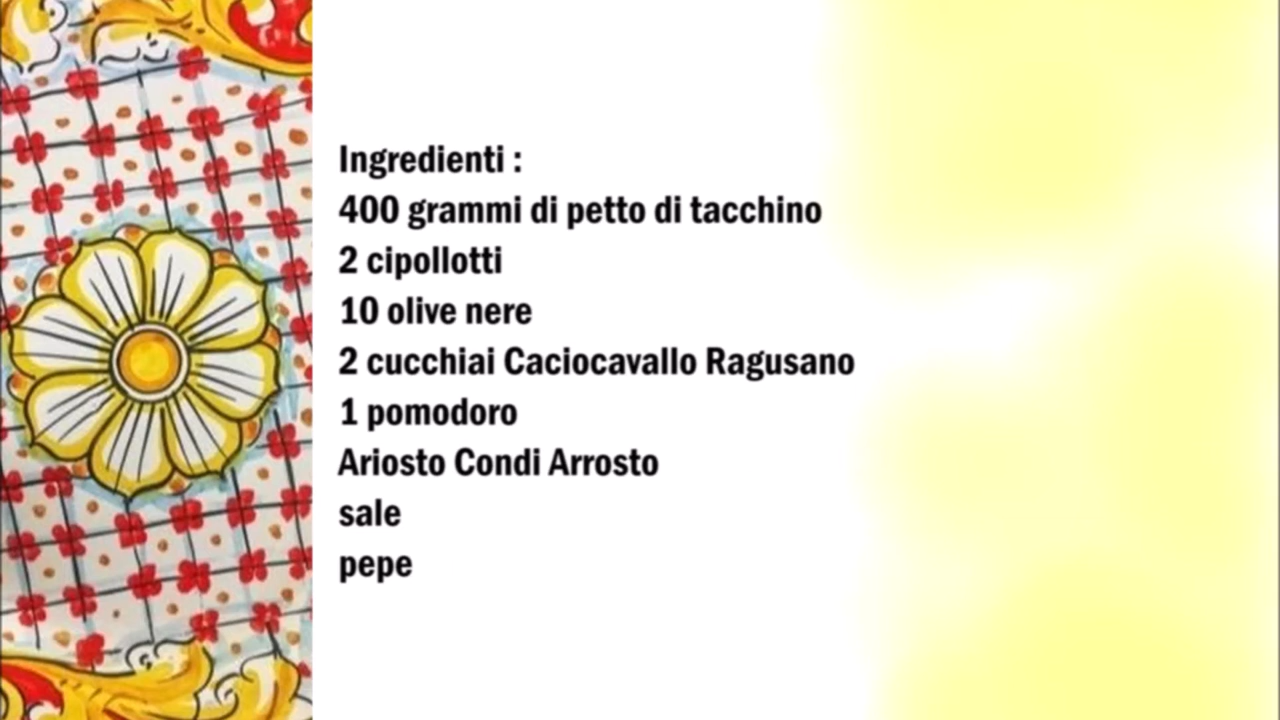 Ingredienti :
400 grammi di petto di tacchino
2 cipollotti
10 olive nere
2 cucchiai Caciocavallo Ragusano
1 pomodoro
Ariosto Condi Arrosto
sale
pepe